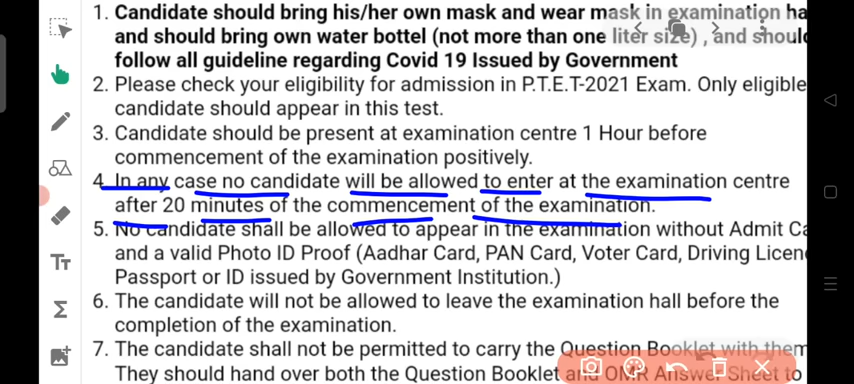 1. Candidate should bring his/her own mask and wear mask in examination ha
and should bring own water bottel (not more than one liter size) , and should
follow all guideline regarding Covid 19 Issued by Government
2. Please check your eligibility for admission in P.T.E.T-2021 Exam. Only eligible
candidate should appear in this test.
3. Candidate should be present at examination centre 1 Hour before
commencement of the examination positively.
4. In any case no candidate will be allowed to enter at the examination centre
after 20 minutes of the commencement of the examination.
5. No candidate shall be allowed to appear in the examination without Admit Ca
and a valid Photo ID Proof (Aadhar Card, PAN Card, Voter Card, Driving Licen
Passport or ID issued by Government Institution.)
6. The candidate will not be allowed to leave the examination hall before the
completion of the examination.
7. The candidate shall not be permitted to carry the Question Booklet with them
They should hand over both the Question Booklet and OMR Answer Sheet to